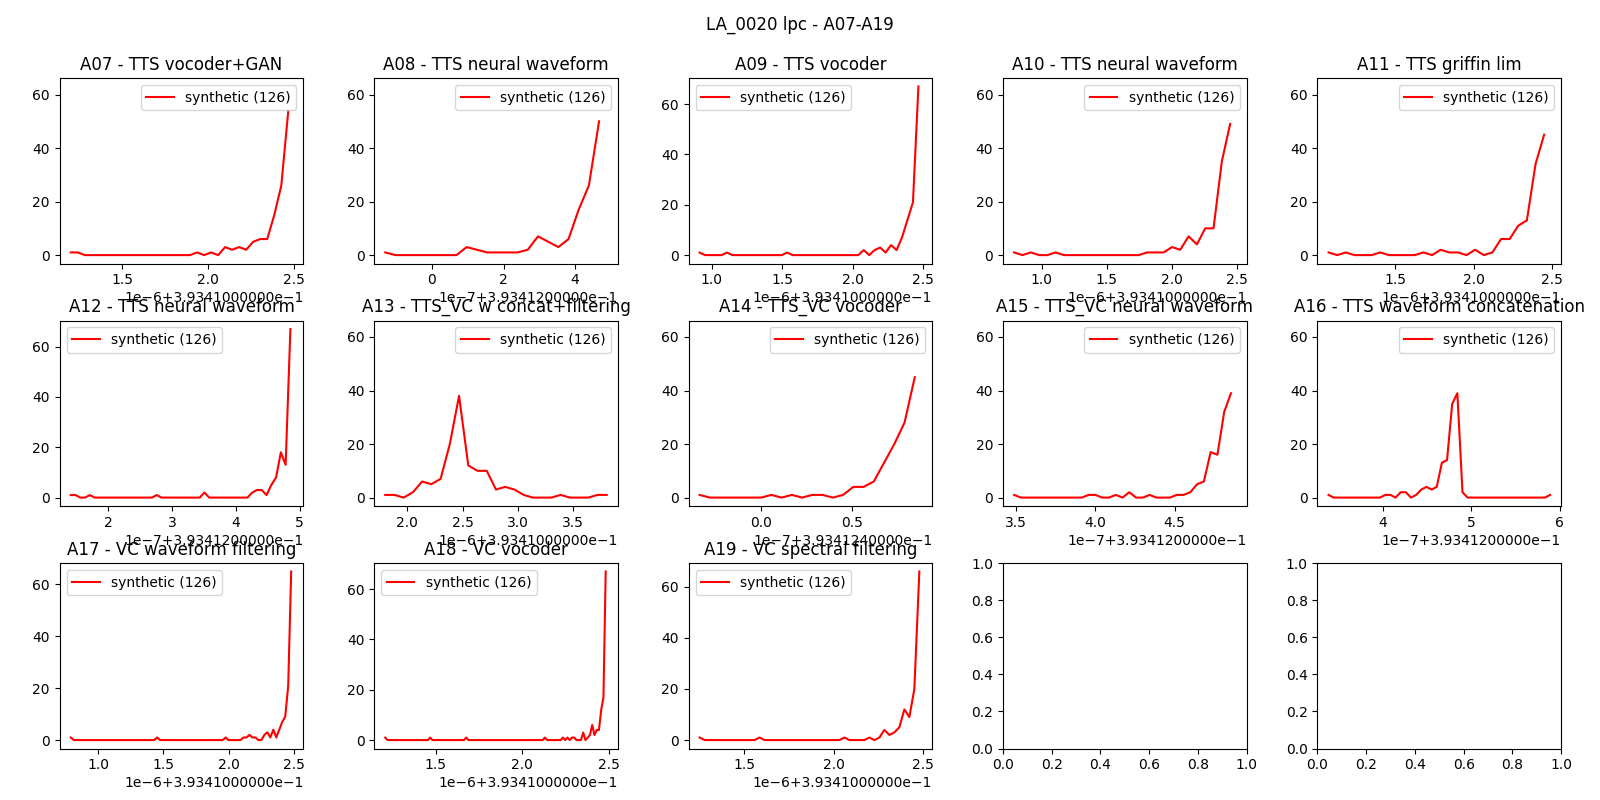 LA_0020 lpc - A07-A19
A07 - TTS vocoder+GAN
A08 - TTS neural waveform
A09 - TTS vocoder
A10 - TTS neural waveform
A11 - TTS griffin lim
synthetic (126)
synthetic (126)
synthetic (126)
synthetic (126)
synthetic (126)
60
40
20
0
60
40
20
0
60
40
20
0
60
40
20
0
60
40
20
0
1.5 2.0 2.5
0 2 4
1.0 1.5 2.0 2.5
1.0 1.5 2.0 2.5
1.5 2.0 2.5
1e−6+3.9341000000e−1
1e−7+3.9341200000e−1
1e−6+3.9341000000e−1
1e−6+3.9341000000e−1
1e−6+3.9341000000e−1
A12 - TTS neural waveform
A13 - TTS_VC w concat+filtering
A14 - TTS_VC vocoder
A15 - TTS_VC neural waveform
A16 - TTS waveform concatenation
synthetic (126)
synthetic (126)
synthetic (126)
synthetic (126)
synthetic (126)
60
40
20
0
60
40
20
0
60
40
20
0
60
40
20
0
60
40
20
0
2 3 4 5
2.0 2.5 3.0 3.5
0.0 0.5
3.5 4.0 4.5
4 5 6
1e−7+3.9341200000e−1
1e−6+3.9341000000e−1
1e−7+3.9341240000e−1
1e−7+3.9341200000e−1
1e−7+3.9341200000e−1
A17 - VC waveform filtering
A18 - VC vocoder
A19 - VC spectral filtering
synthetic (126)
synthetic (126)
synthetic (126)
60
40
20
0
60
40
20
0
60
40
20
0
1.0
0.8
0.6
0.4
0.2
0.0
1.0
0.8
0.6
0.4
0.2
0.0
1.0 1.5 2.0 2.5
1.5 2.0 2.5
1.5 2.0 2.5
0.0 0.2 0.4 0.6 0.8 1.0
0.0 0.2 0.4 0.6 0.8 1.0
1e−6+3.9341000000e−1
1e−6+3.9341000000e−1
1e−6+3.9341000000e−1